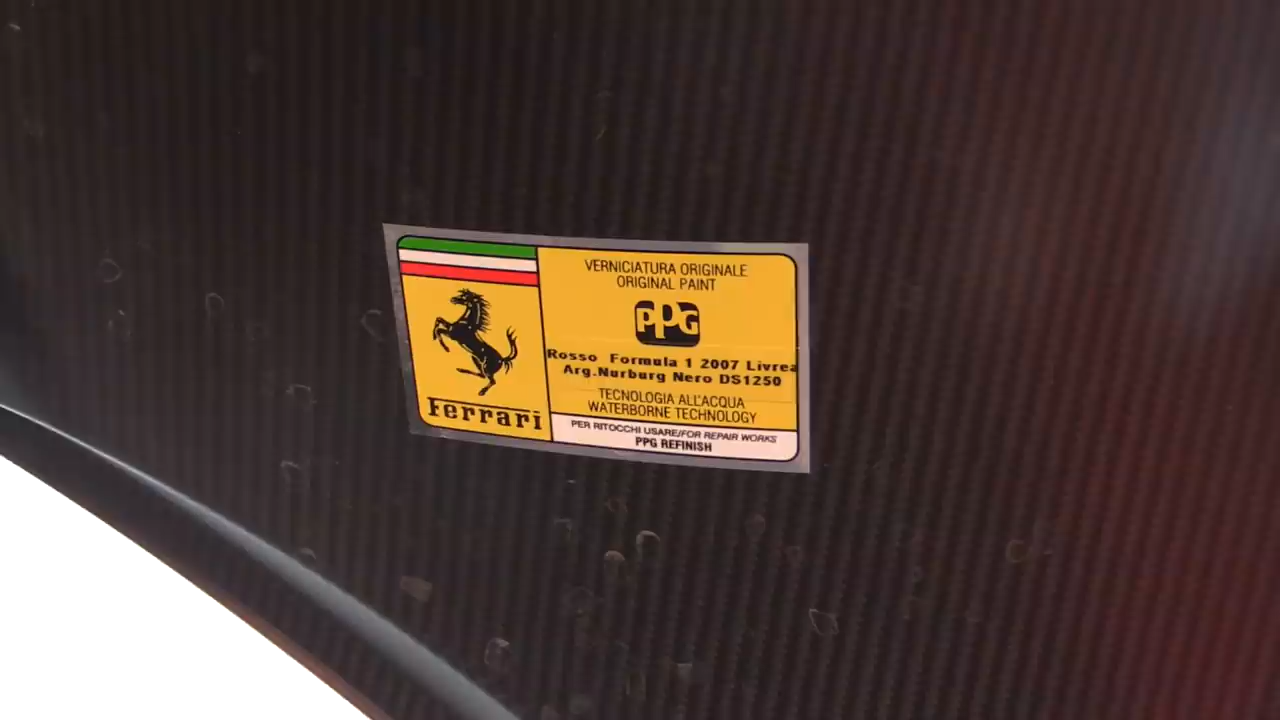 VERNICIATURA ORIGINALE
ORIGINAL PAINT
PPG
Rosso Formula 1 2007 Livrea
Arg.Nurburg Nero DS1250
TECNOLOGIA ALL'ACQUA
WATERBORNE TECHNOLOGY
Ferrari
PER RITOCCHI USARE/FOR REPAIR WORKS
PPG REFINISH